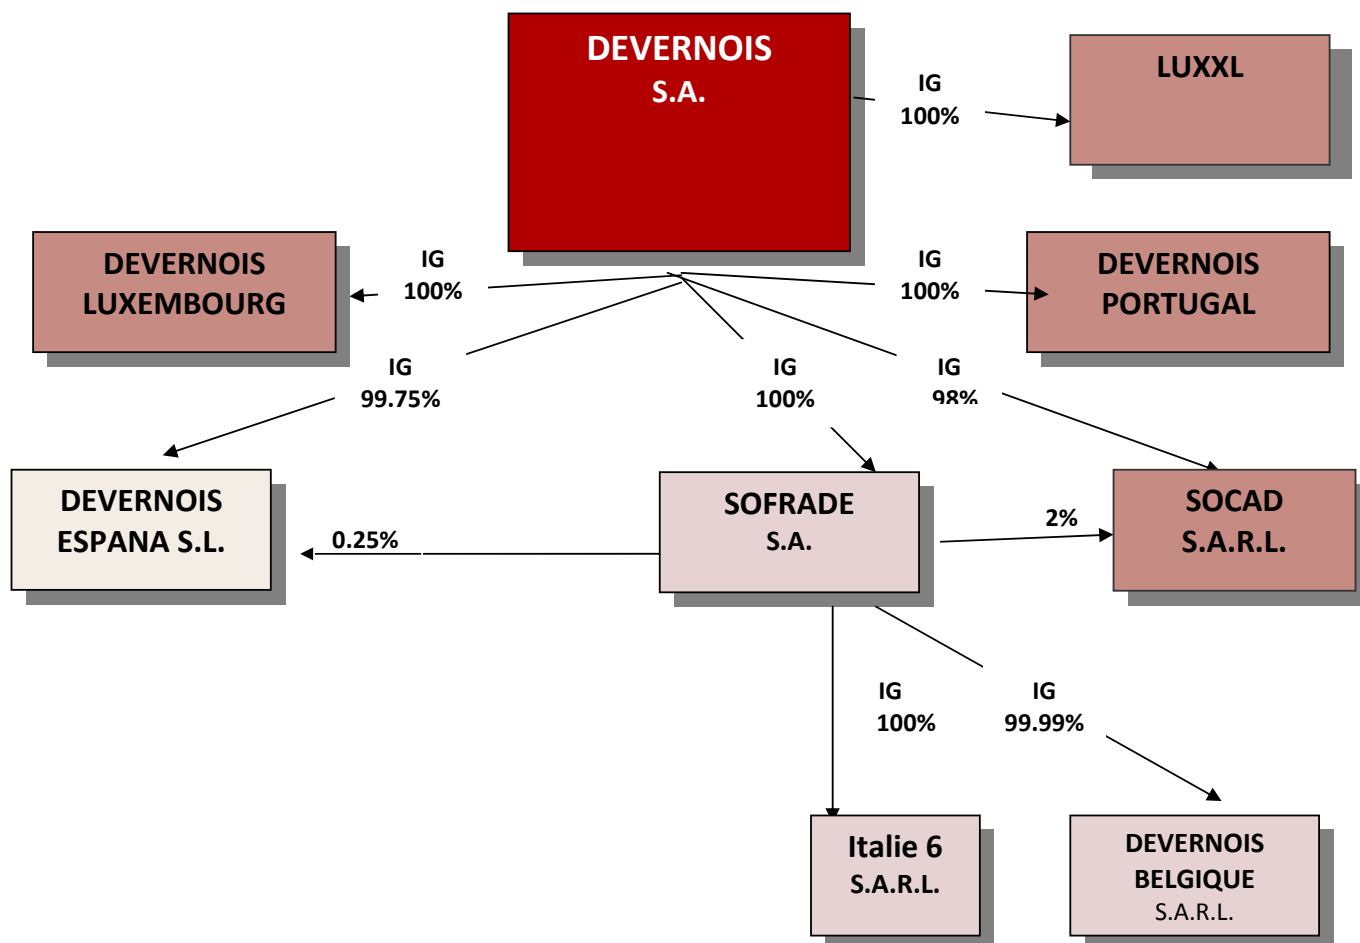 DEVERNOIS
S.A.
LUXXL
IG
100%
DEVERNOIS
LUXEMBOURG
IG
100%
IG
100%
DEVERNOIS
PORTUGAL
IG
99.75%
IG
100%
IG
98%
DEVERNOIS
ESPANA S.L.
0.25%
SOFRADE
S.A.
2%
SOCAD
S.A.R.L.
IG
100%
IG
99.99%
Italie 6
S.A.R.L.
DEVERNOIS
BELGIQUE
S.A.R.L.